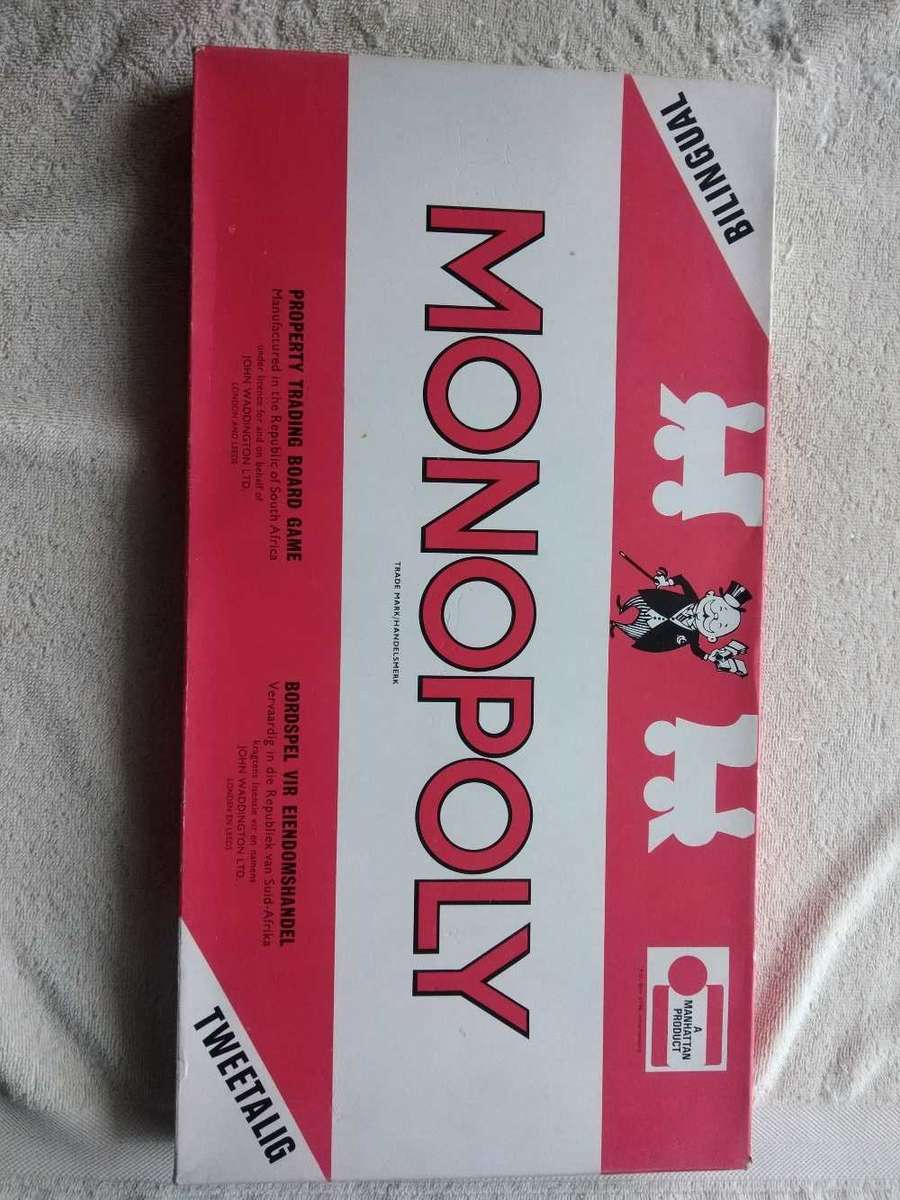 BILINGUAL
A
MANHATTAN
PRODUCT
MONOPOLY
TRADE MARK/HANDELSMERK
PROPERTY TRADING BOARD GAME
Manufactured in the Republic of South Africa
under licence for and on behalf of
JOHN WADDINGTON LTD.
LONDON AND LEEDS
BORDSPEL VIR EIENDOMSHANDEL
Vervaardig in die Republiek van Suid-Afrika
kragtens lisensie vir en namens
JOHN WADDINGTON LTD.
LONDEN EN LEEDS
TWEETALIG